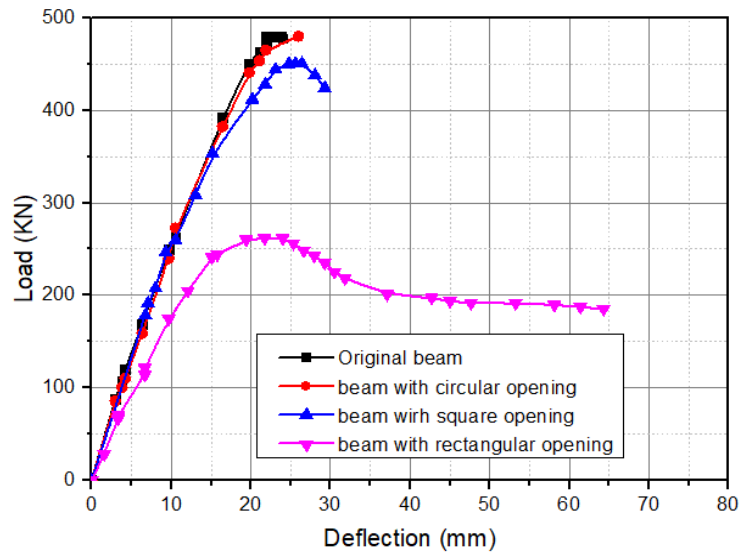 500
400
300
200
100
0
0 10 20 30 40 50 60 70 80
Load (KN)
Deflection (mm)
Original beam
beam with circular opening
beam wirh square opening
beam with rectangular opening